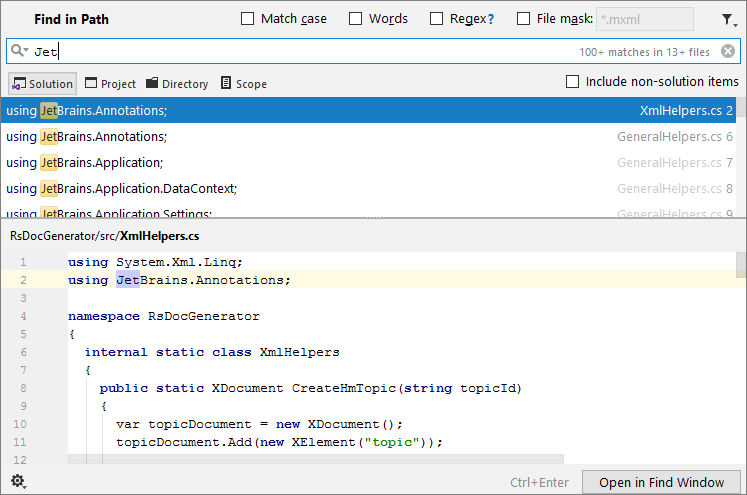 Find in Path Match case Words Regex? File mask: *.mxml
Jet 100+ matches in 13+ files
Solution Project Directory Scope Include non-solution items
using JetBrains.Annotations; XmlHelpers.cs 2
using JetBrains.Annotations; GeneralHelpers.cs 6
using JetBrains.Application; GeneralHelpers.cs 7
using JetBrains.Application.DataContext; GeneralHelpers.cs 8
using JetBrains.Application.Settings; GeneralHelpers.cs 9
RsDocGenerator/src/XmlHelpers.cs
1 using System.Xml.Linq;
2 using JetBrains.Annotations;
3
4 namespace RsDocGenerator
5 {
6 internal static class XmlHelpers
7 {
8 public static XDocument CreateHmTopic(string topicId)
9 {
10 var topicDocument = new XDocument();
11 topicDocument.Add(new XElement("topic"));
12
Ctrl+Enter Open in Find Window